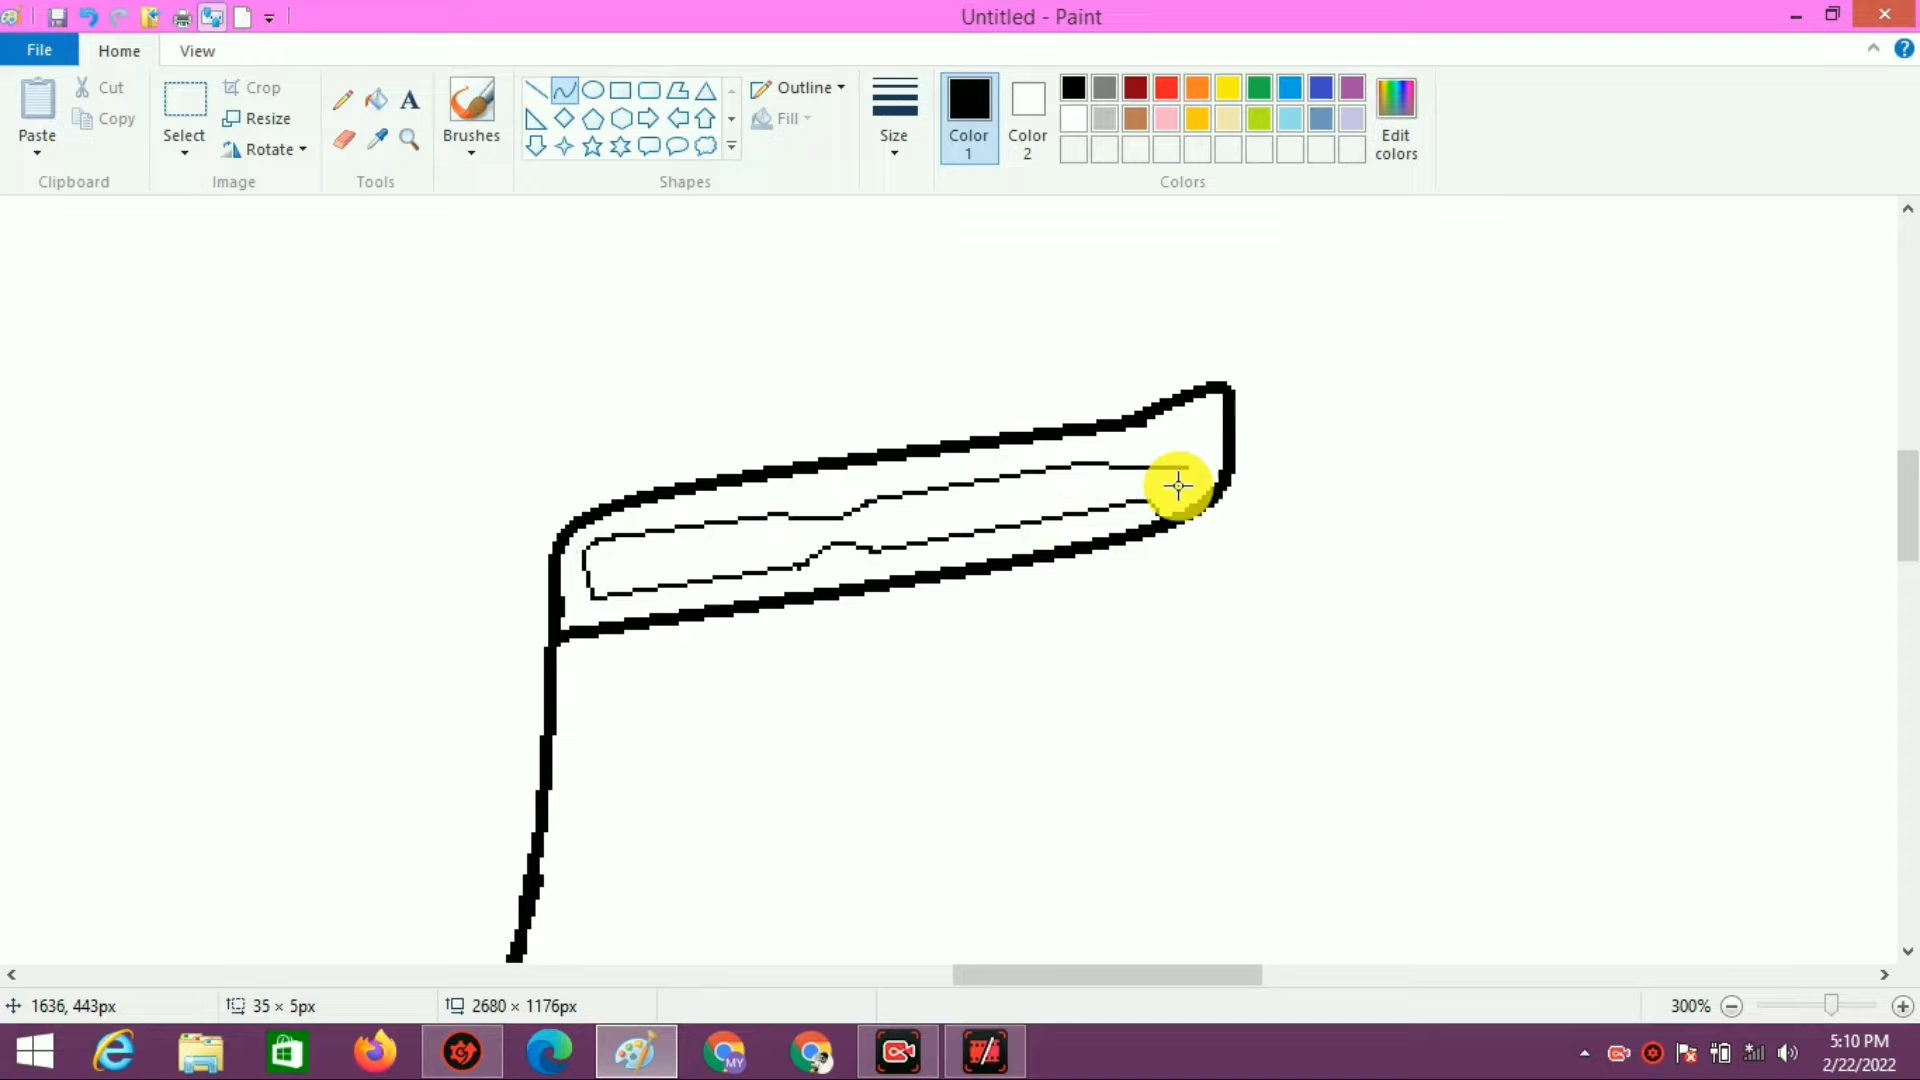 Untitled - Paint
File Home View
Paste
Cut
Copy
Clipboard
Select
Crop
Resize
Rotate
Image
A
Tools
Brushes
Shapes
Outline
Fill
Size
Color 1
Color 2
Edit colors
Colors
1636, 443px 35 × 5px 2680 × 1176px 300%
MY
5:10 PM
2/22/2022